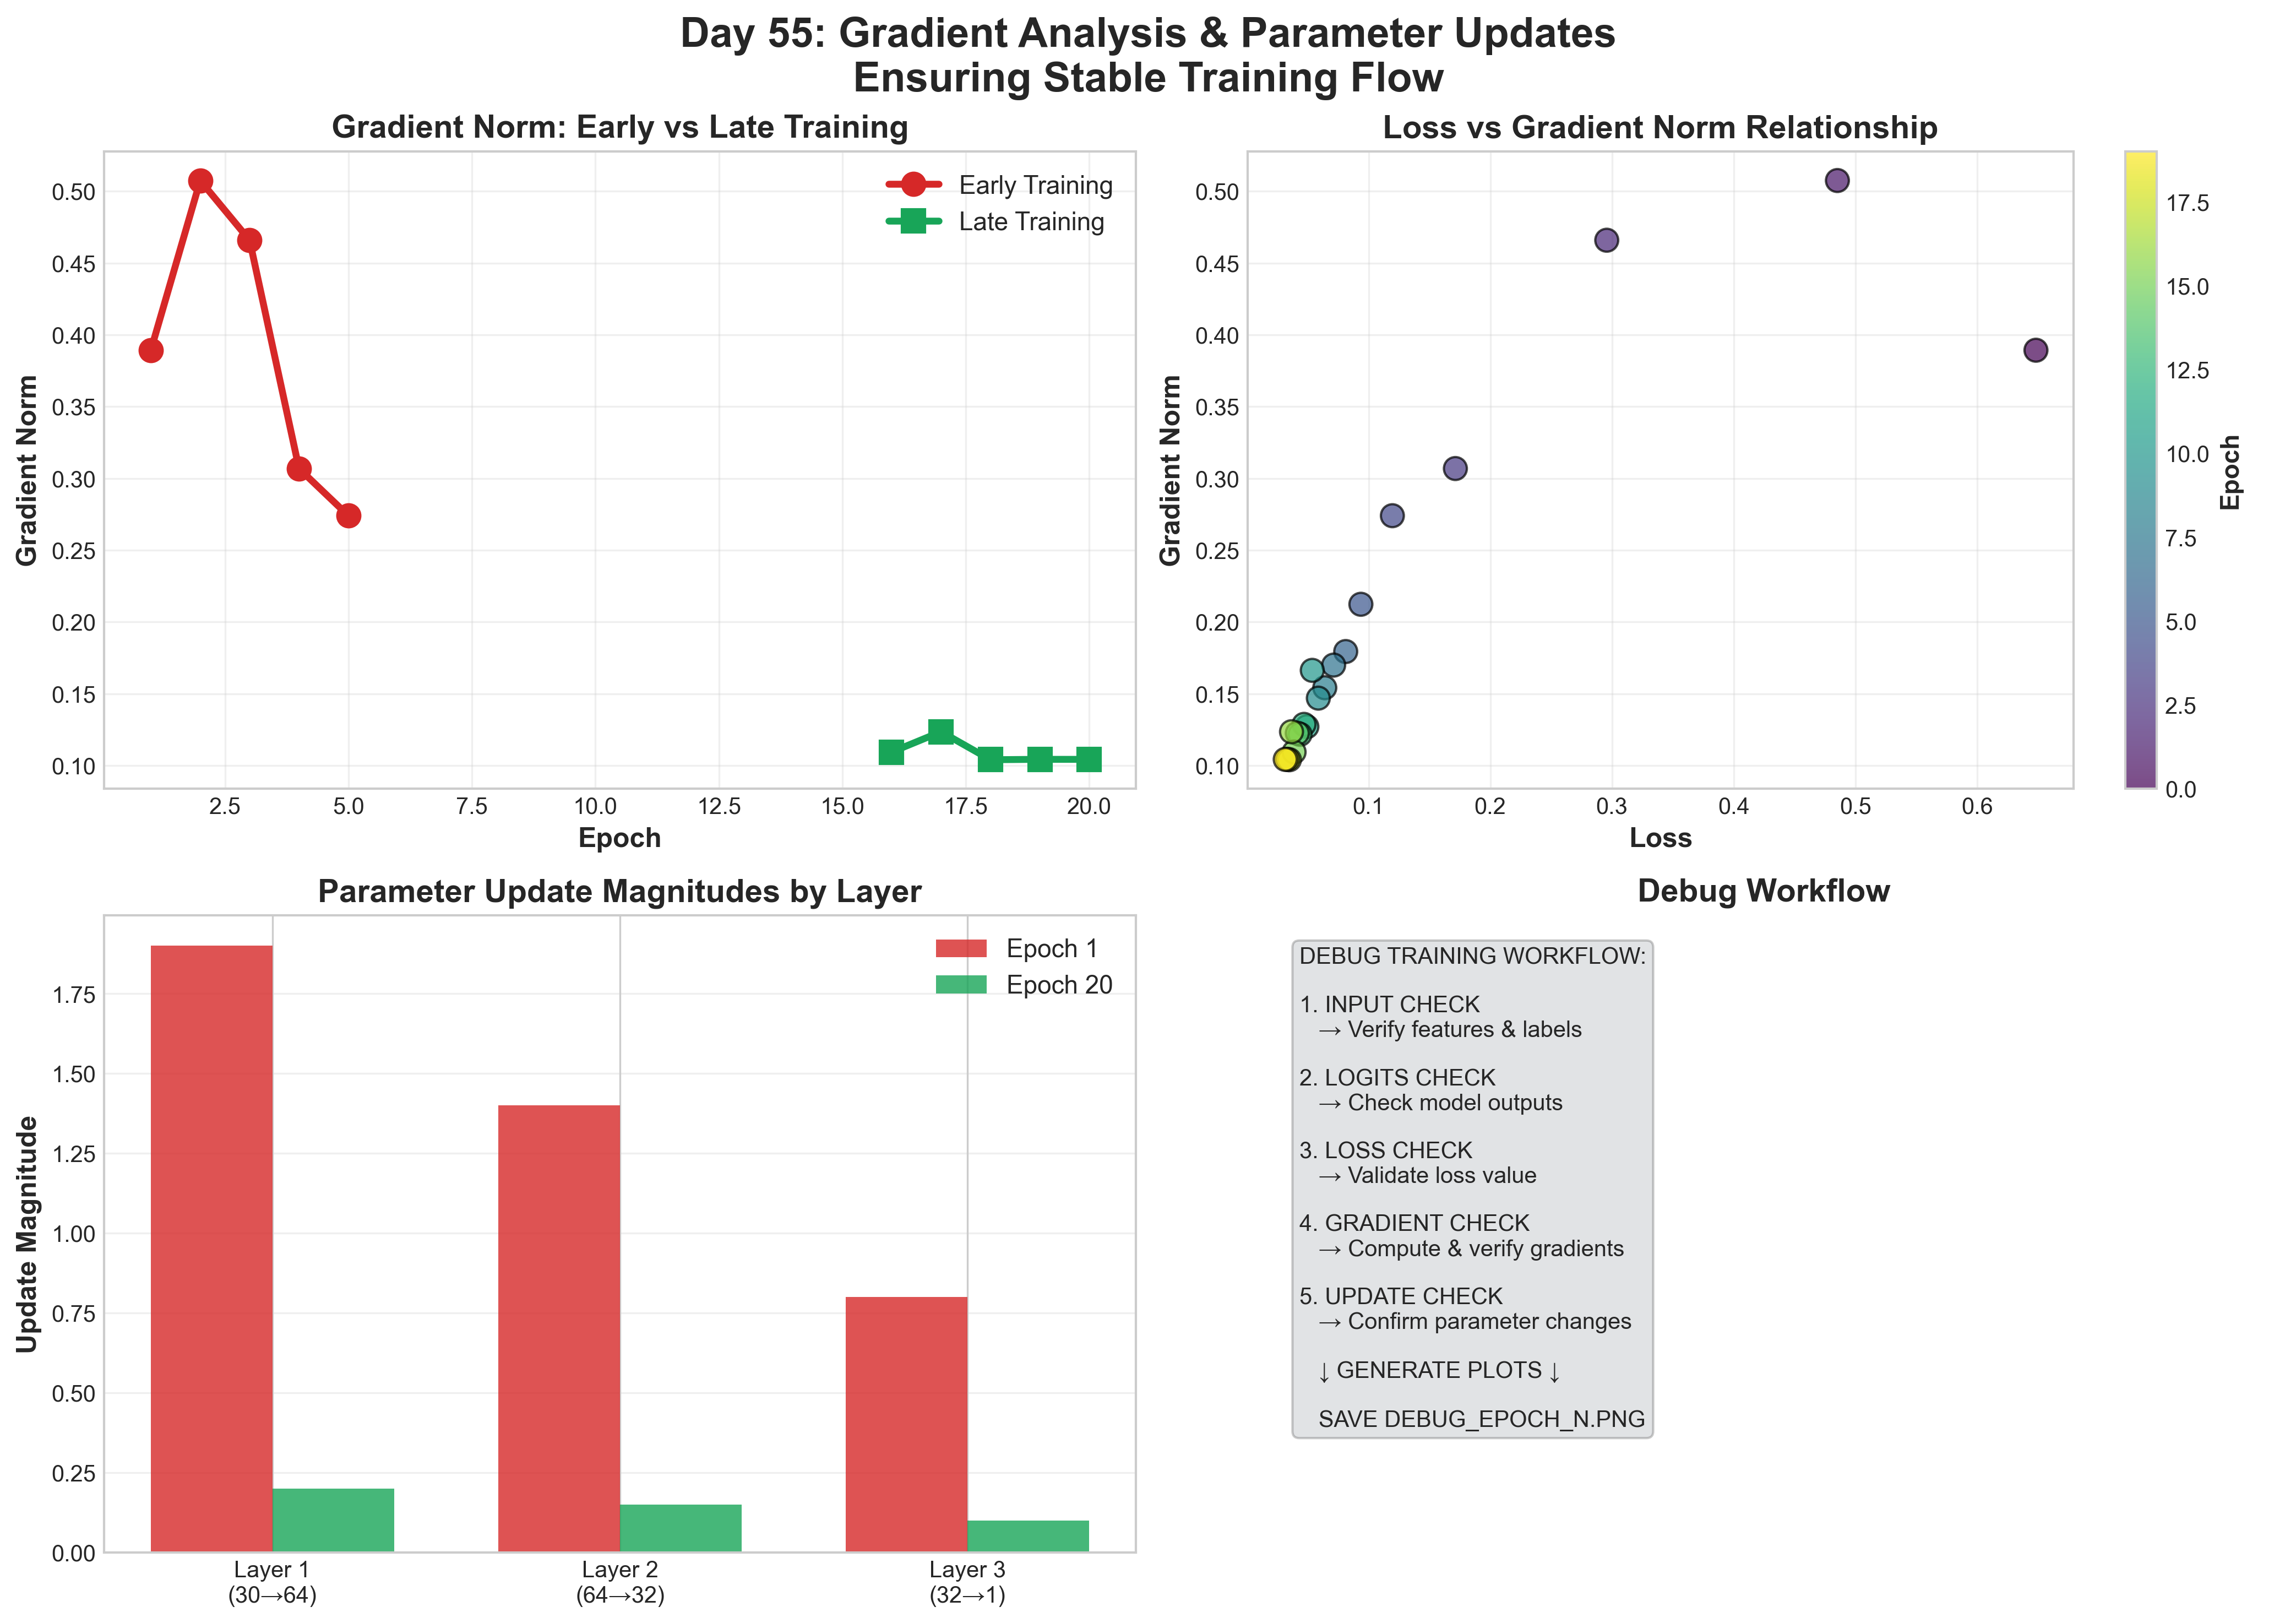 Day 55: Gradient Analysis & Parameter Updates
Ensuring Stable Training Flow
Gradient Norm: Early vs Late Training
Gradient Norm
0.50
0.45
0.40
0.35
0.30
0.25
0.20
0.15
0.10
Early Training
Late Training
2.5
5.0
7.5
10.0
12.5
15.0
17.5
20.0
Epoch
Loss vs Gradient Norm Relationship
Gradient Norm
0.50
0.45
0.40
0.35
0.30
0.25
0.20
0.15
0.10
0.1
0.2
0.3
0.4
0.5
0.6
Loss
17.5
15.0
12.5
10.0
7.5
5.0
2.5
0.0
Epoch
Parameter Update Magnitudes by Layer
Update Magnitude
1.75
1.50
1.25
1.00
0.75
0.50
0.25
0.00
Epoch 1
Epoch 20
Layer 1
(30→64)
Layer 2
(64→32)
Layer 3
(32→1)
Debug Workflow
DEBUG TRAINING WORKFLOW:
1. INPUT CHECK
→ Verify features & labels
2. LOGITS CHECK
→ Check model outputs
3. LOSS CHECK
→ Validate loss value
4. GRADIENT CHECK
→ Compute & verify gradients
5. UPDATE CHECK
→ Confirm parameter changes
↓ GENERATE PLOTS ↓
SAVE DEBUG_EPOCH_N.PNG